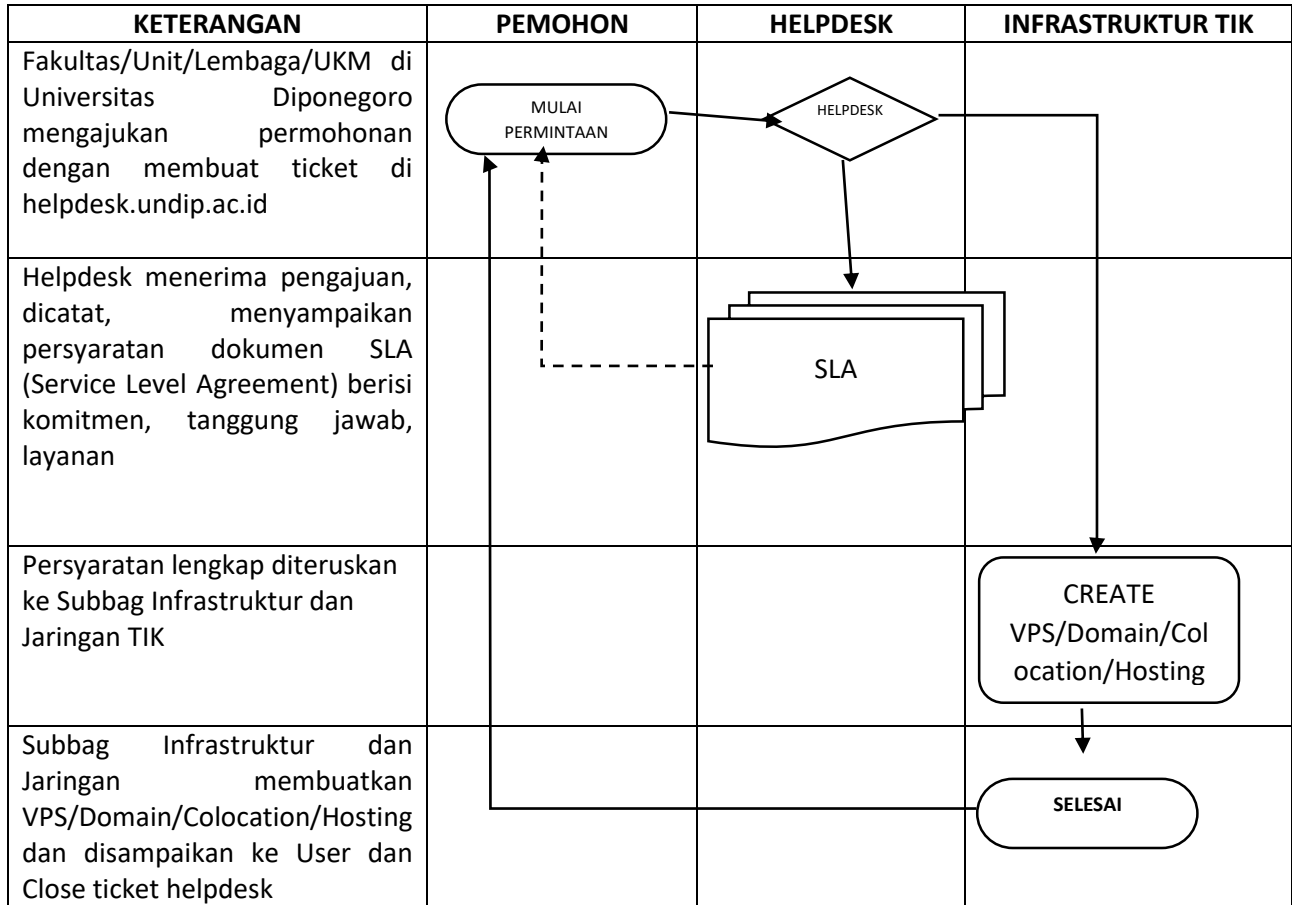 KETERANGAN PEMOHON HELPDESK INFRASTRUKTUR TIK
Fakultas/Unit/Lembaga/UKM di
Universitas Diponegoro
mengajukan permohonan
dengan membuat ticket di
helpdesk.undip.ac.id
MULAI
PERMINTAAN
HELPDESK
Helpdesk menerima pengajuan,
dicatat, menyampaikan
persyaratan dokumen SLA
(Service Level Agreement) berisi
komitmen, tanggung jawab,
layanan
SLA
Persyaratan lengkap diteruskan
ke Subbag Infrastruktur dan
Jaringan TIK
CREATE
VPS/Domain/Col
ocation/Hosting
Subbag Infrastruktur dan
Jaringan membuatkan
VPS/Domain/Colocation/Hosting
dan disampaikan ke User dan
Close ticket helpdesk
SELESAI